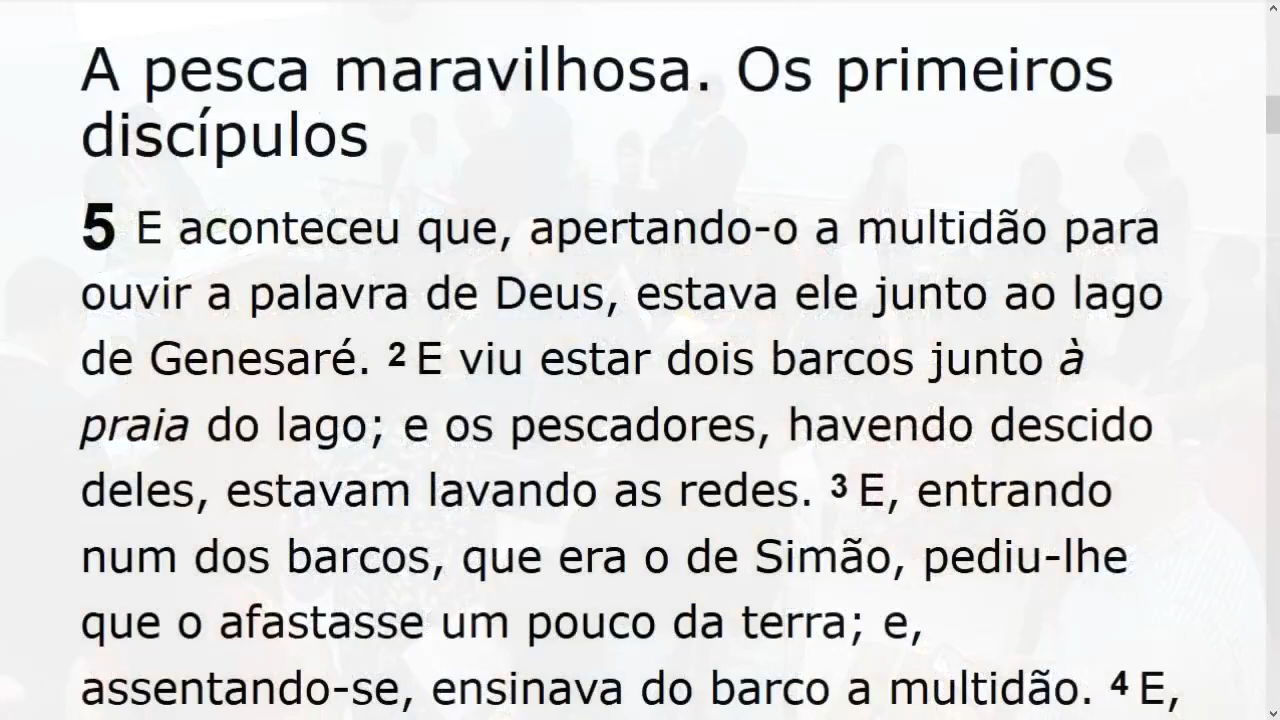 A pesca maravilhosa. Os primeiros
discípulos
5 E aconteceu que, apertando-o a multidão para
ouvir a palavra de Deus, estava ele junto ao lago
de Genesaré. 2 E viu estar dois barcos junto à
praia do lago; e os pescadores, havendo descido
deles, estavam lavando as redes. 3 E, entrando
num dos barcos, que era o de Simão, pediu-lhe
que o afastasse um pouco da terra; e,
assentando-se, ensinava do barco a multidão. 4 E,